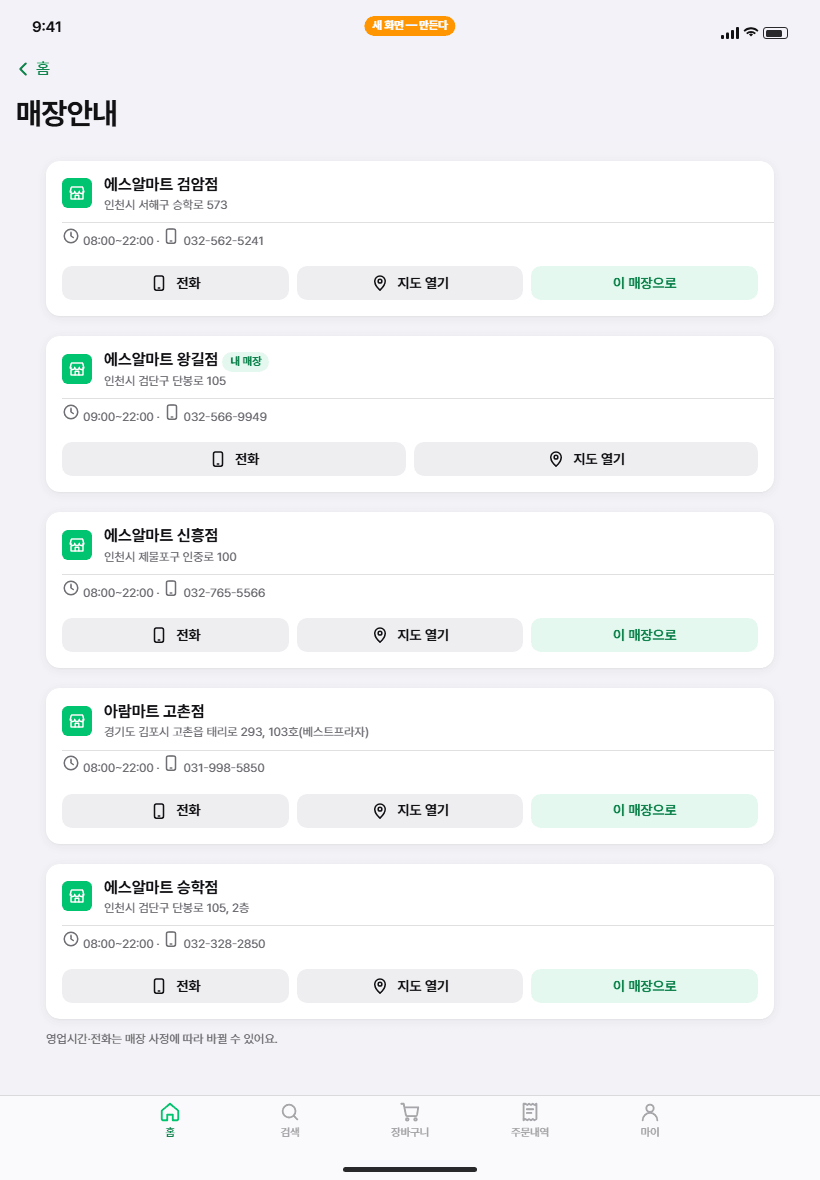 9:41
새 화면 — 만든다
홈
매장안내
에스알마트 검암점
인천시 서해구 승학로 573
08:00~22:00 · 032-562-5241
전화
지도 열기
이 매장으로
에스알마트 왕길점 내 매장
인천시 검단구 단봉로 105
09:00~22:00 · 032-566-9949
전화
지도 열기
에스알마트 신흥점
인천시 제물포구 인중로 100
08:00~22:00 · 032-765-5566
전화
지도 열기
이 매장으로
아람마트 고촌점
경기도 김포시 고촌읍 태리로 293, 103호(베스트프라자)
08:00~22:00 · 031-998-5850
전화
지도 열기
이 매장으로
에스알마트 승학점
인천시 검단구 단봉로 105, 2층
08:00~22:00 · 032-328-2850
전화
지도 열기
이 매장으로
영업시간·전화는 매장 사정에 따라 바뀔 수 있어요.
홈
검색
장바구니
주문내역
마이